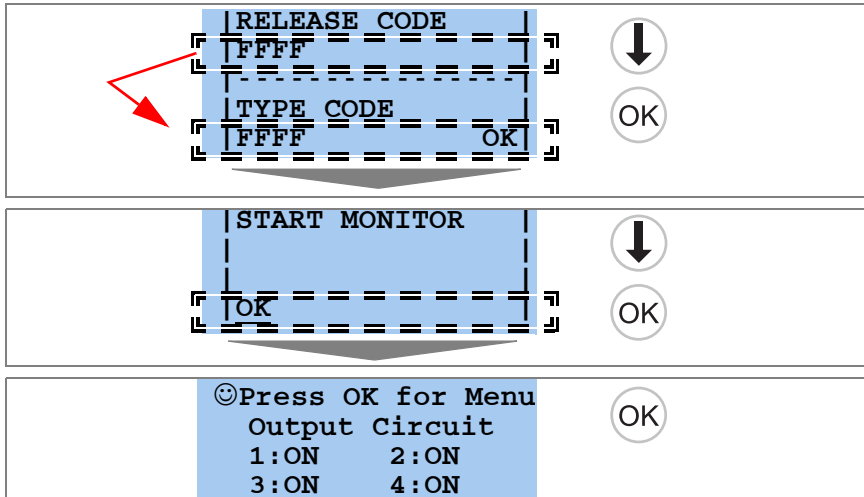 RELEASE CODE
FFFF
----------------
TYPE CODE
FFFF OK
OK
START MONITOR
OK
OK
☺Press OK for Menu
Output Circuit
1:ON 2:ON
3:ON 4:ON
OK